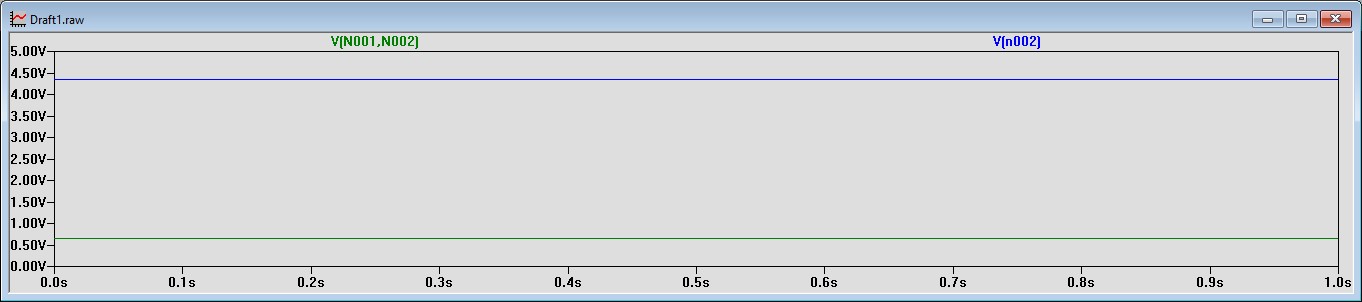 Draft1.raw
V(N001,N002) V(n002)
5.00V
4.50V
4.00V
3.50V
3.00V
2.50V
2.00V
1.50V
1.00V
0.50V
0.00V
0.0s 0.1s 0.2s 0.3s 0.4s 0.5s 0.6s 0.7s 0.8s 0.9s 1.0s